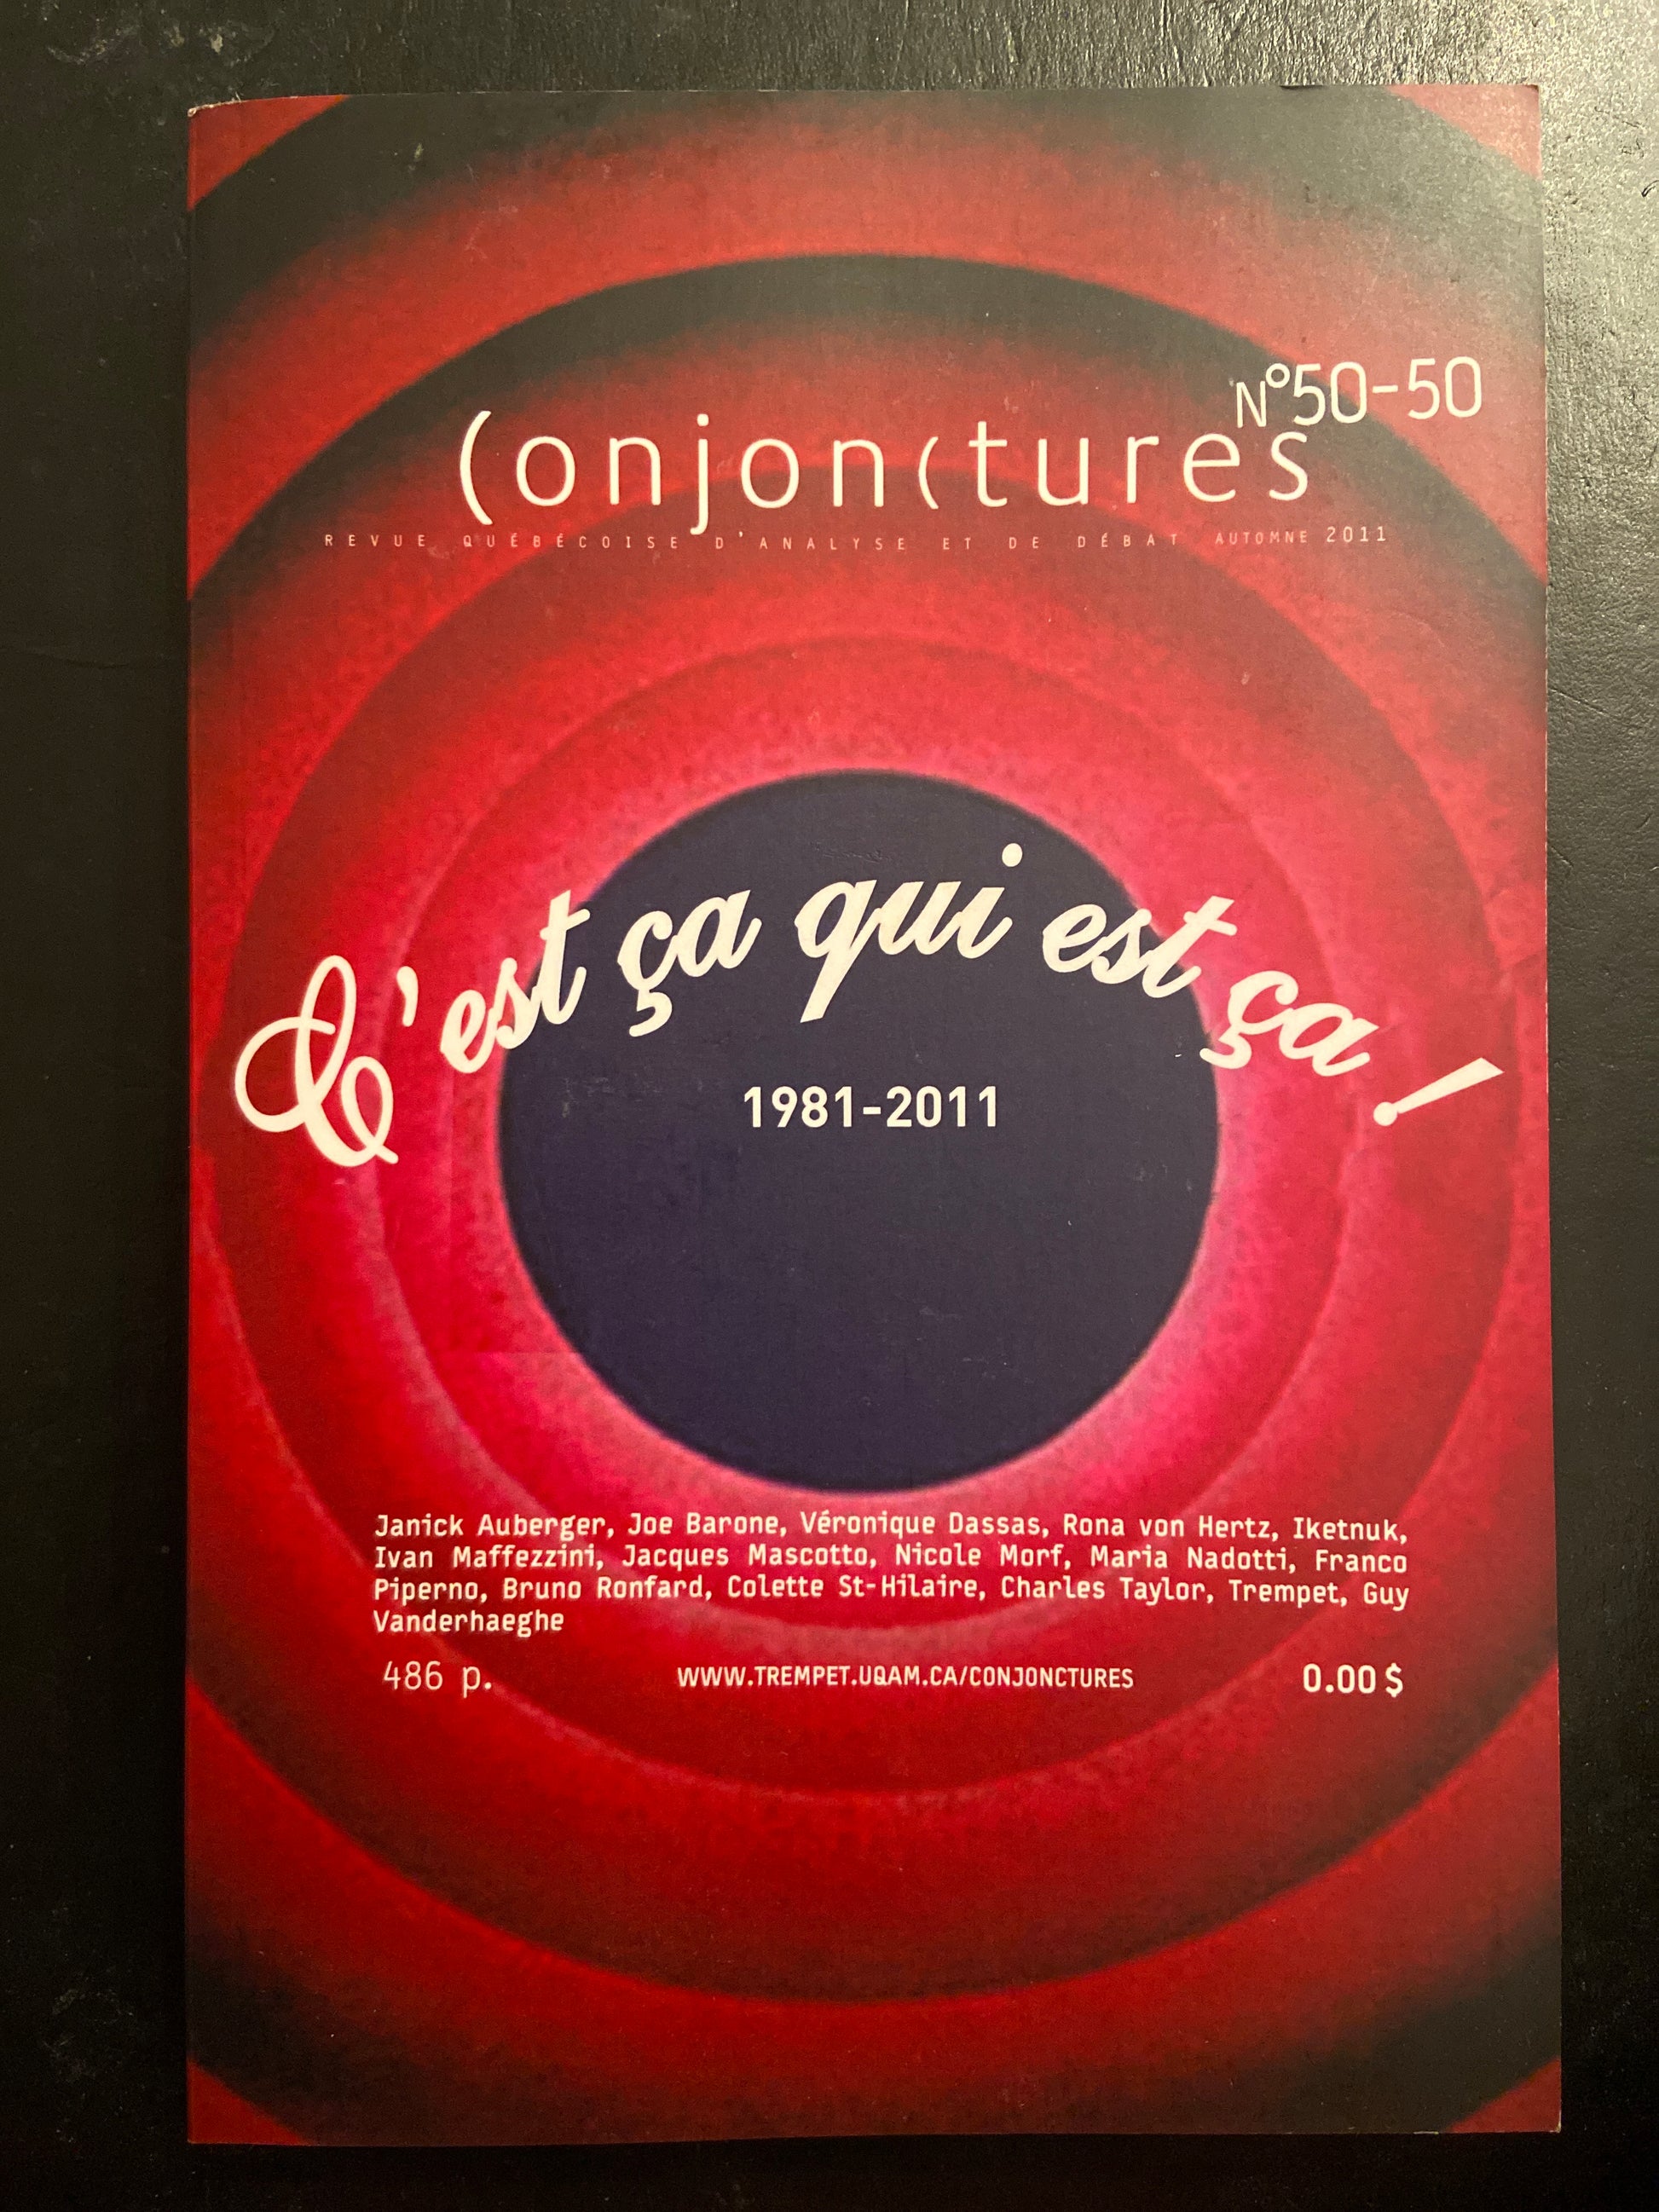 N°50-50
(onjon(tures
REVUE QUÉBÉCOISE D'ANALYSE ET DE DÉBAT AUTOMNE 2011
C'est ça qui est ça !
1981-2011
Janick Auberger, Joe Barone, Véronique Dassas, Rona von Hertz, Iketnuk,
Ivan Maffezzini, Jacques Mascotto, Nicole Morf, Maria Nadotti, Franco
Piperno, Bruno Ronfard, Colette St-Hilaire, Charles Taylor, Trempet, Guy
Vanderhaeghe
486 p. WWW.TREMPET.UQAM.CA/CONJONCTURES 0.00 $